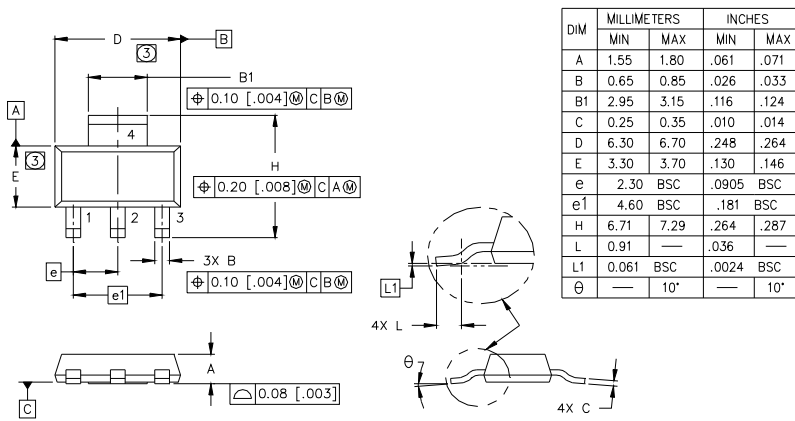 D
B
3
B1
⌖ 0.10 [.004]Ⓜ C BⓂ
A
4
3
E
H
⌖ 0.20 [.008]Ⓜ C AⓂ
1 2 3
3X B
e
⌖ 0.10 [.004]Ⓜ C BⓂ
e1
L1
4X L
A
C
⌓ 0.08 [.003]
θ
4X C
DIM MILLIMETERS INCHES
MIN MAX MIN MAX
A 1.55 1.80 .061 .071
B 0.65 0.85 .026 .033
B1 2.95 3.15 .116 .124
C 0.25 0.35 .010 .014
D 6.30 6.70 .248 .264
E 3.30 3.70 .130 .146
e 2.30 BSC .0905 BSC
e1 4.60 BSC .181 BSC
H 6.71 7.29 .264 .287
L 0.91 — .036 —
L1 0.061 BSC .0024 BSC
θ — 10° — 10°